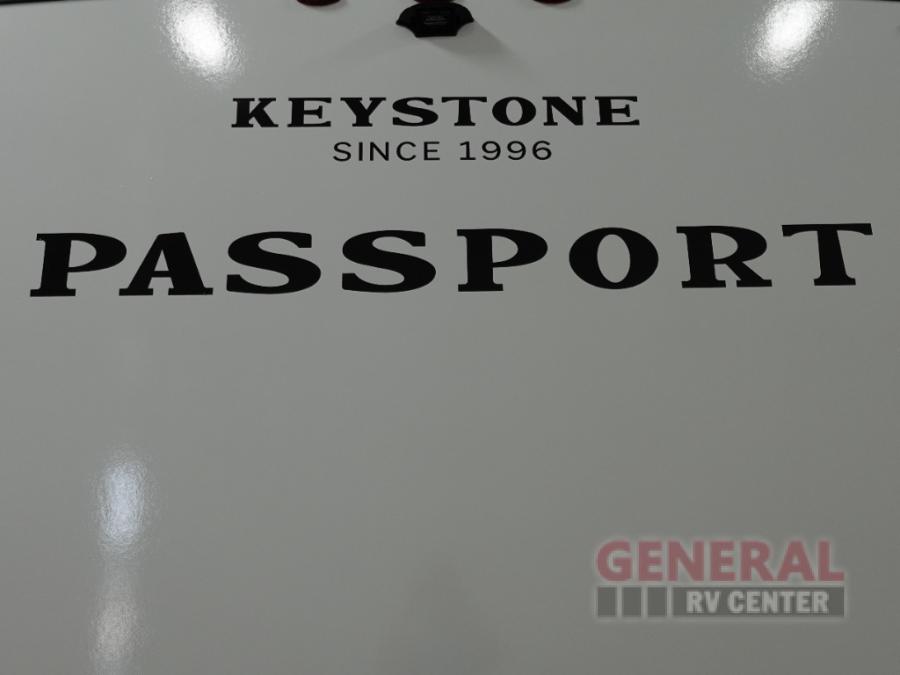 KEYSTONE
SINCE 1996
PASSPORT
GENERAL
RV CENTER